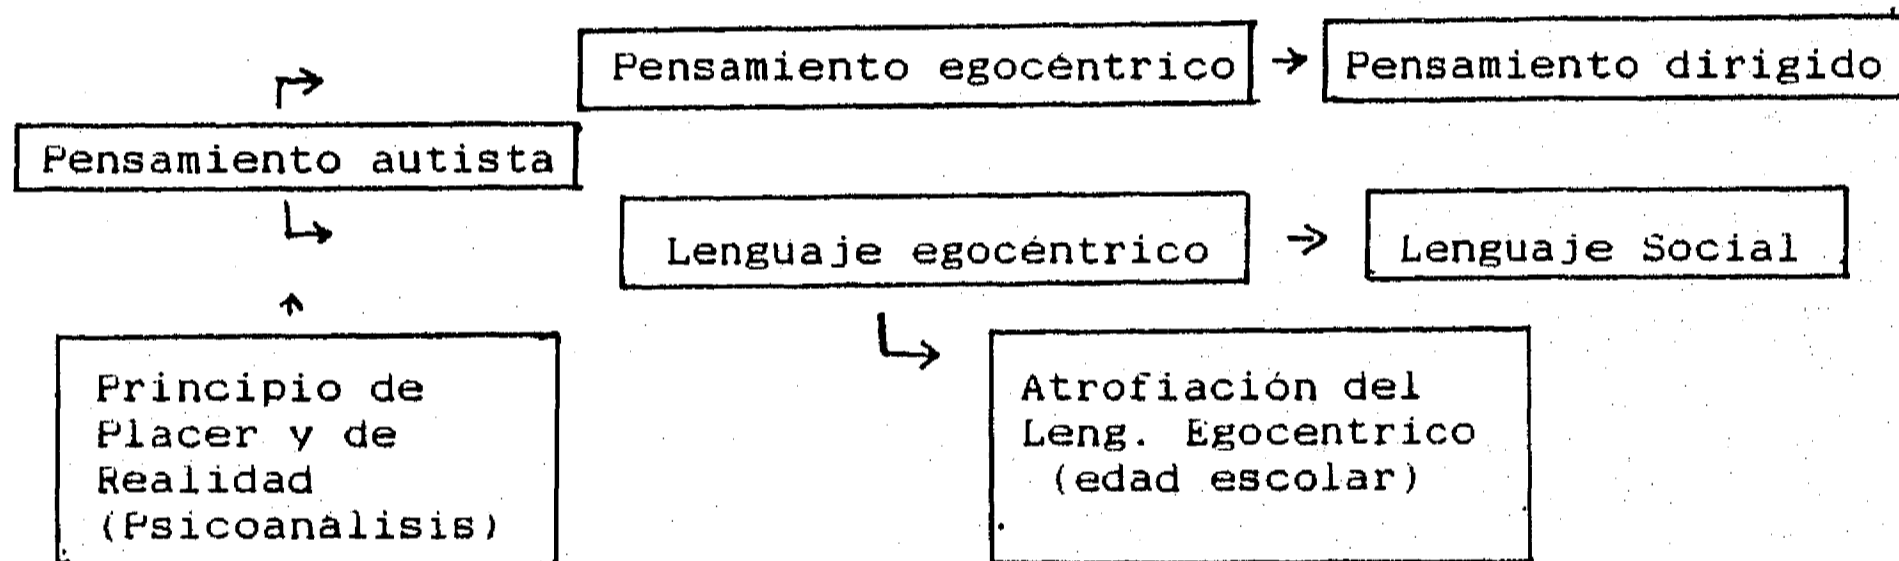 Pensamiento egocéntrico → Pensamiento dirigido
Pensamiento autista
Lenguaje egocéntrico → Lenguaje Social
Principio de
Placer y de
Realidad
(Psicoanálisis)
Atrofiación del
Leng. Egocentrico
(edad escolar)